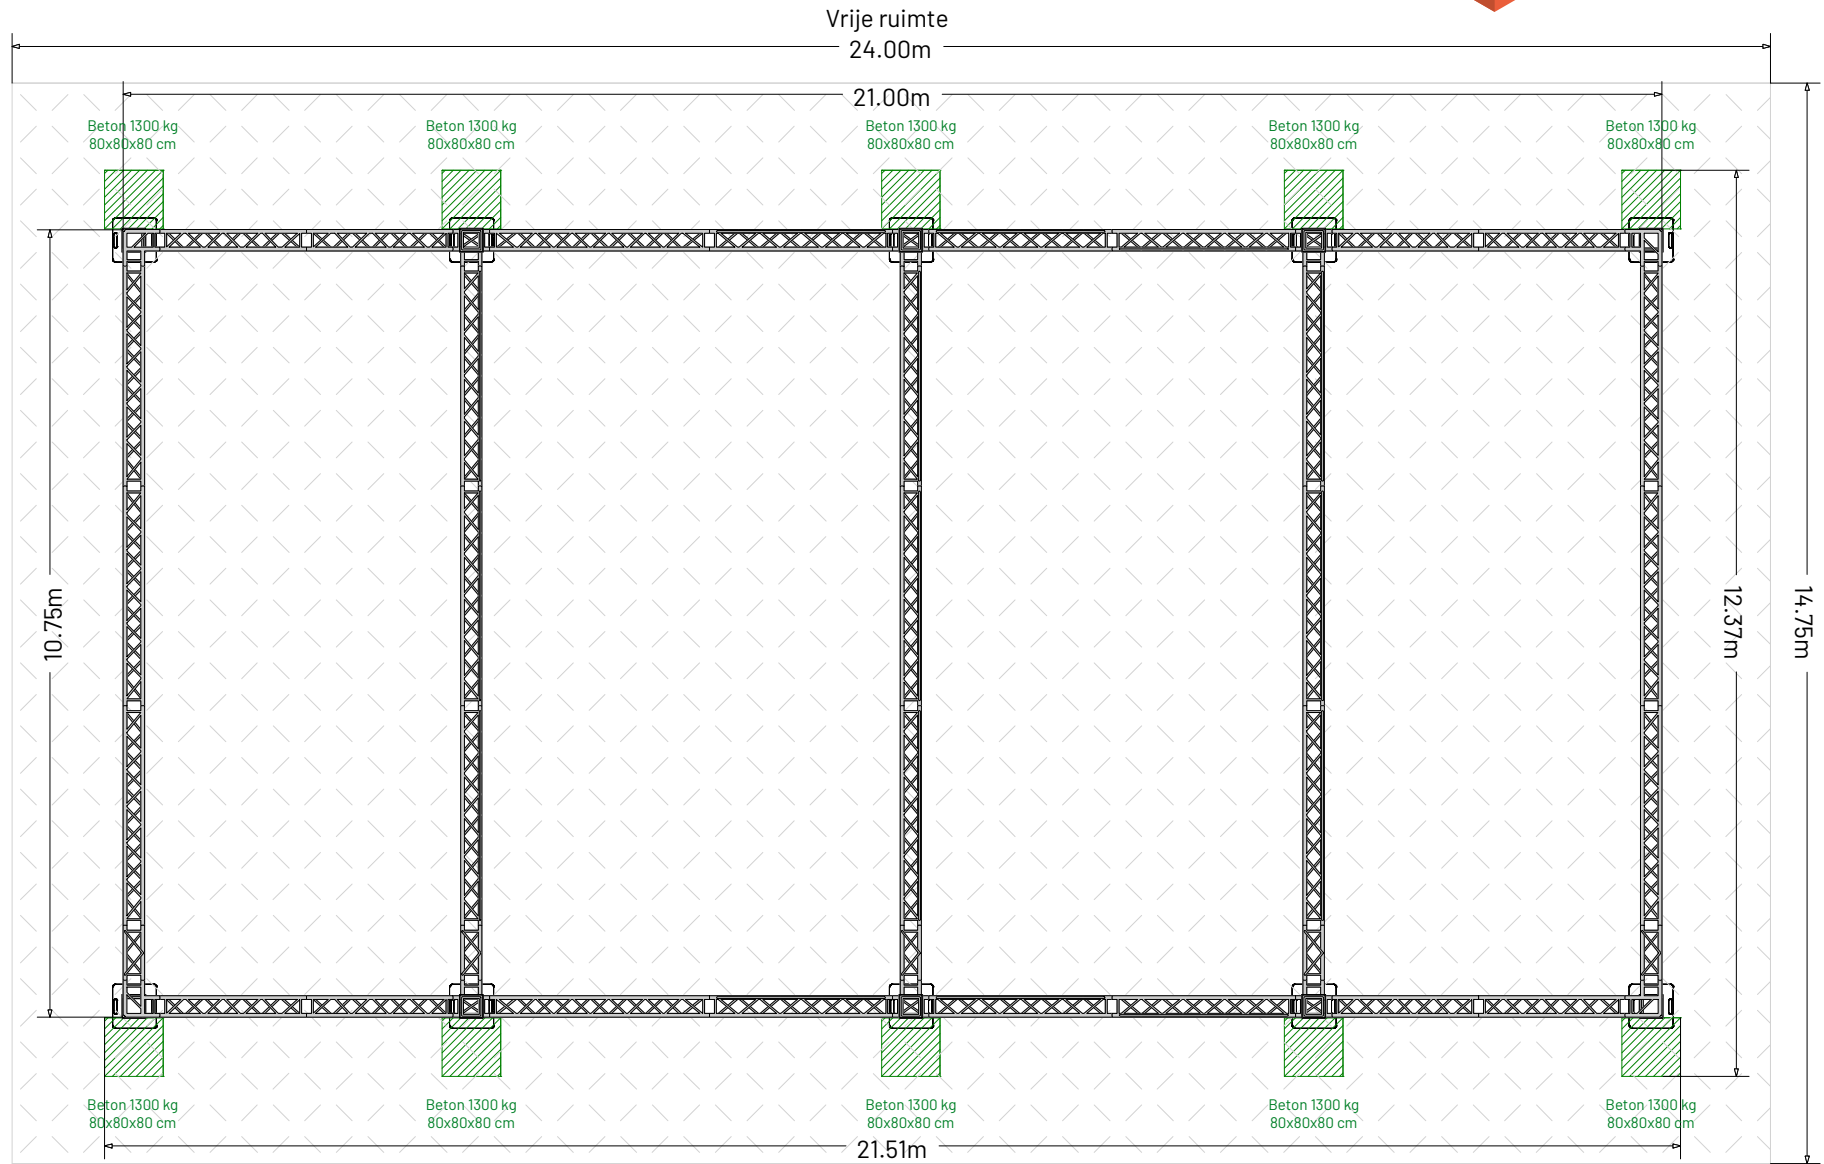 Vrije ruimte
24.00m
21.00m
Beton 1300 kg
80x80x80 cm
Beton 1300 kg
80x80x80 cm
Beton 1300 kg
80x80x80 cm
Beton 1300 kg
80x80x80 cm
Beton 1300 kg
80x80x80 cm
10.75m
12.37m
14.75m
Beton 1300 kg
80x80x80 cm
Beton 1300 kg
80x80x80 cm
Beton 1300 kg
80x80x80 cm
Beton 1300 kg
80x80x80 cm
Beton 1300 kg
80x80x80 cm
21.51m